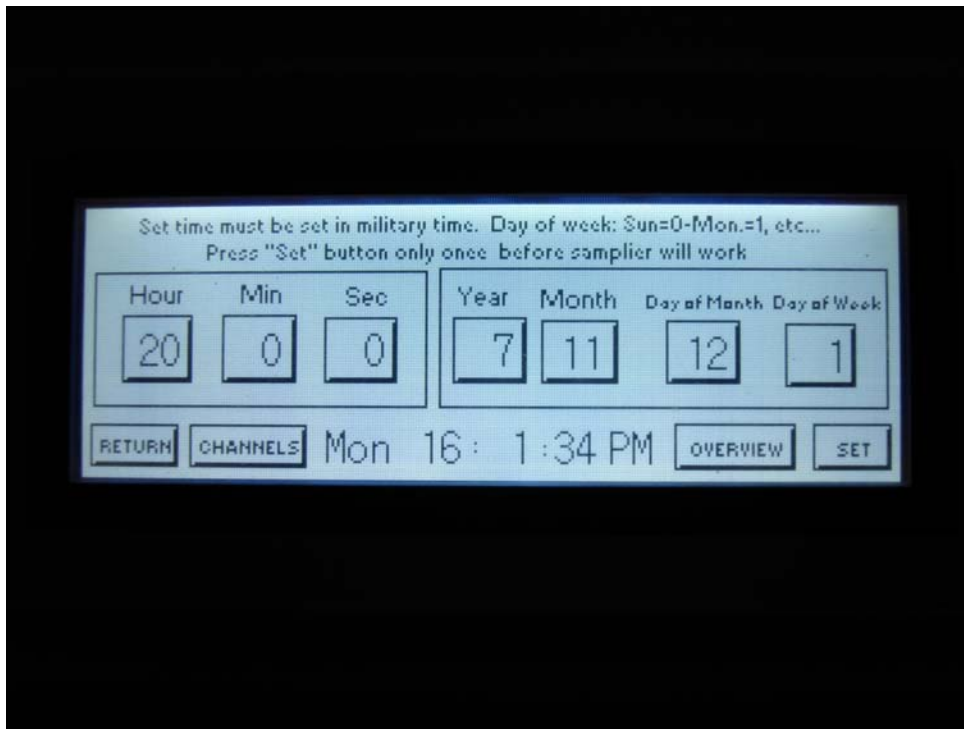 Set time must be set in military time. Day of week: Sun=0-Mon.=1, etc...
Press "Set" button only once before samplier will work
Hour Min Sec Year Month Day of Month Day of Week
20 0 0 7 11 12 1
RETURN CHANNELS Mon 16: 1:34 PM OVERVIEW SET